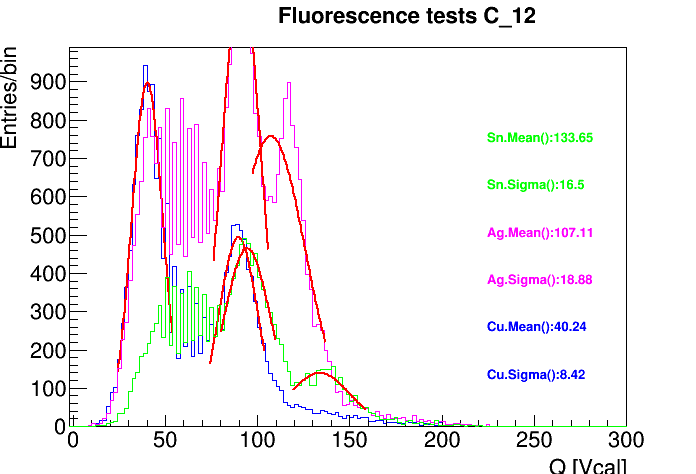 Fluorescence tests C_12
Entries/bin
900
800
700
600
500
400
300
200
100
0
Sn.Mean():133.65
Sn.Sigma():16.5
Ag.Mean():107.11
Ag.Sigma():18.88
Cu.Mean():40.24
Cu.Sigma():8.42
0 50 100 150 200 250 300
Q [Vcal]